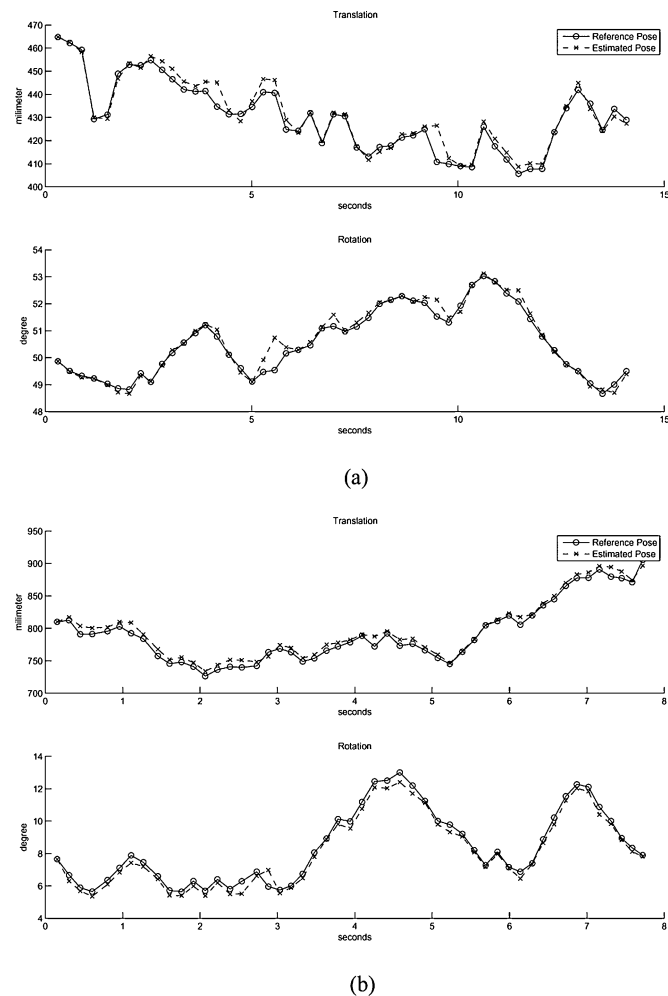 Translation
470
460
450
440
430
420
410
400
milimeter
Reference Pose
Estimated Pose
0
5
10
15
seconds
Rotation
54
53
52
51
50
49
48
degree
0
5
10
15
seconds
(a)
Translation
950
900
850
800
750
700
milimeter
Reference Pose
Estimated Pose
0
1
2
3
4
5
6
7
8
seconds
Rotation
14
12
10
8
6
4
degree
0
1
2
3
4
5
6
7
8
seconds
(b)